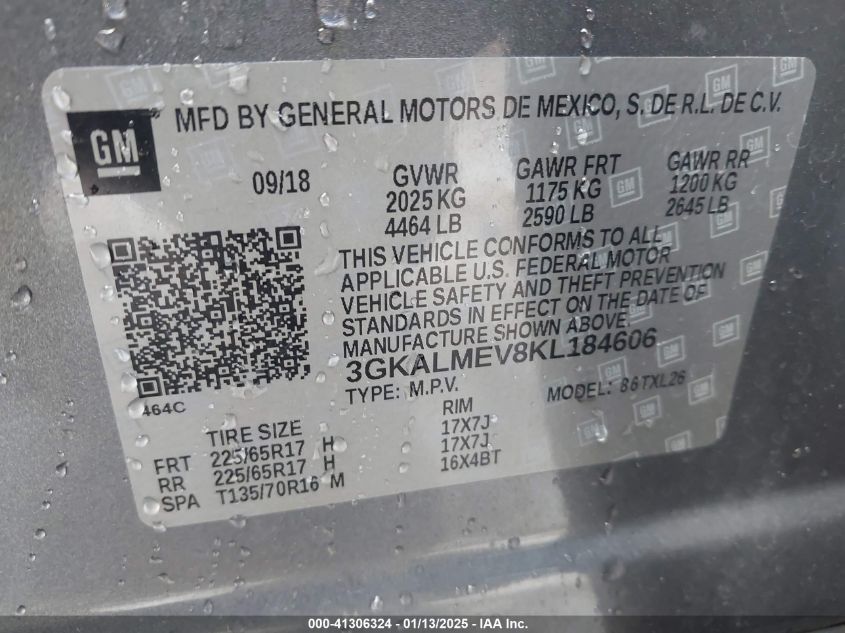 GM
MFD BY GENERAL MOTORS DE MEXICO, S. DE R.L. DE C.V.
09/18 GVWR GAWR FRT GAWR RR
2025 KG 1175 KG 1200 KG
4464 LB 2590 LB 2645 LB
THIS VEHICLE CONFORMS TO ALL
APPLICABLE U.S. FEDERAL MOTOR
VEHICLE SAFETY AND THEFT PREVENTION
STANDARDS IN EFFECT ON THE DATE OF
MANUFACTURE SHOWN ABOVE.
3GKALMEV8KL184606
TYPE: M.P.V. MODEL: 86TXL26
464C
TIRE SIZE RIM
FRT 225/65R17 H 17X7J
RR 225/65R17 H 17X7J
SPA T135/70R16 M 16X4BT
000-41306324 - 01/13/2025 - IAA Inc.